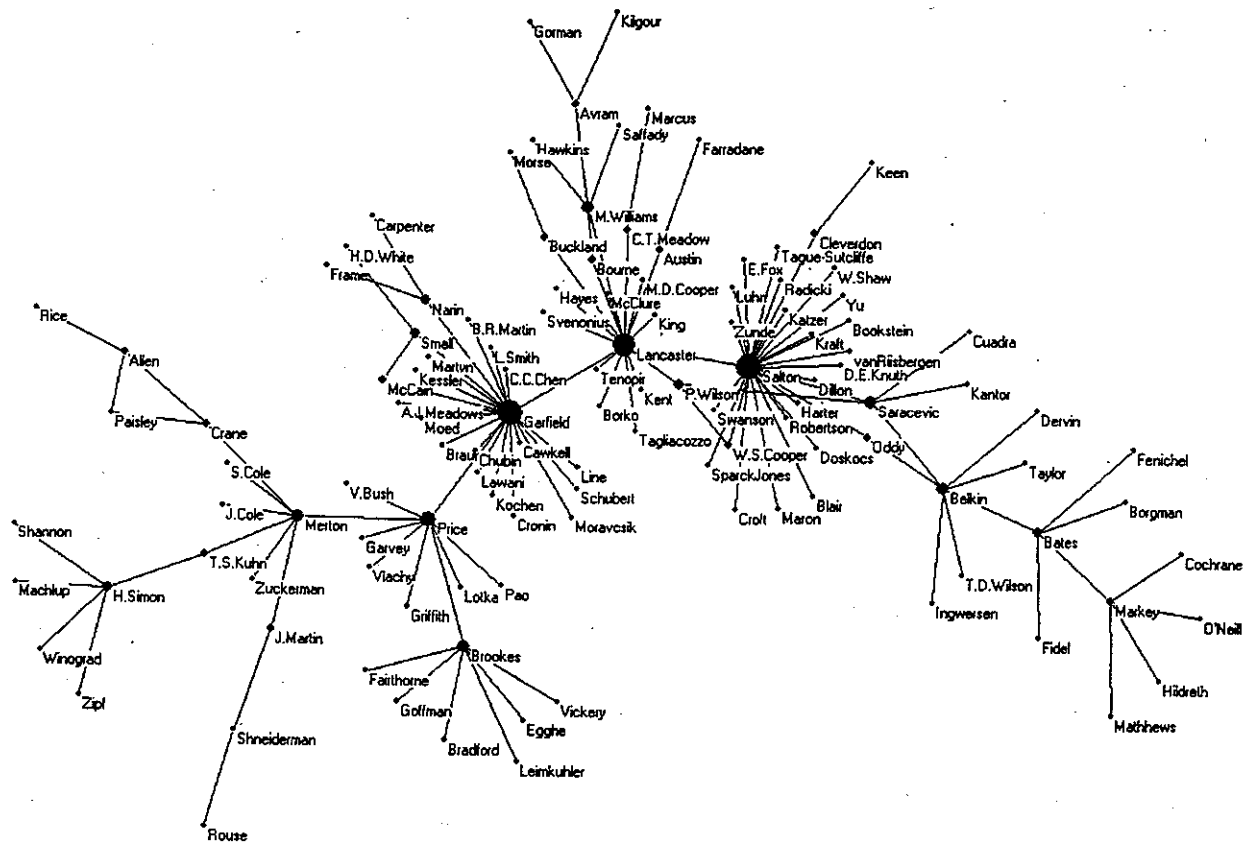 Kilgour
Gorman
Avram
Marcus
Saffady
Hawkins
Farradane
Morse
Keen
M.Williams
Carpenter
C.T.Meadow
Cleverdon
Buckland
H.D.White
Austin
Tague-Sutcliffe
Bourne
E.Fox
W.Shaw
Frame
M.D.Cooper
Radicki
Hayes
Luhn
McClure
Yu
Rice
Narin
Svenonius
King
Katzer
B.R.Martin
Zunde
Bookstein
Small
Kraft
Cuadra
Lancaster
L.Smith
vanRijsbergen
Allen
Martyn
D.E.Knuth
Kessler
C.C.Chen
Tenopir
Salton
Dillon
McCain
Kent
P.Wilson
Kantor
A.J.Meadows
Borko
Harter
Saracevic
Paisley
Moed
Garfield
Swanson
Robertson
Dervin
Crane
Tagliacozzo
Oddy
Braun
Cawkell
W.S.Cooper
Doskocs
Chubin
Fenichel
S.Cole
Line
SparckJones
Taylor
Lawani
V.Bush
Schubert
Belkin
Kochen
Blair
J.Cole
Merton
Cronin
Croft
Maron
Borgman
Price
Moravcsik
Shannon
Bates
Garvey
T.S.Kuhn
Cochrane
Vlachy
Machlup
H.Simon
Zuckerman
Lotka
Pao
T.D.Wilson
Griffith
Ingwersen
Markey
O'Neill
J.Martin
Winograd
Brookes
Fidel
Fairthorne
Hildreth
Zipf
Goffman
Vickery
Egghe
Mathhews
Shneiderman
Bradford
Leimkuhler
Rouse